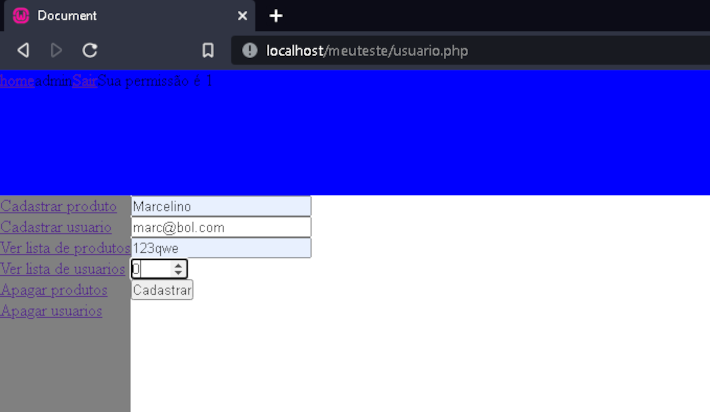 Document
localhost/meuteste/usuario.php
homeadminSairSua permissão é 1
Cadastrar produto Marcelino
Cadastrar usuario marc@bol.com
Ver lista de produtos 123qwe
Ver lista de usuarios 0
Apagar produtos Cadastrar
Apagar usuarios